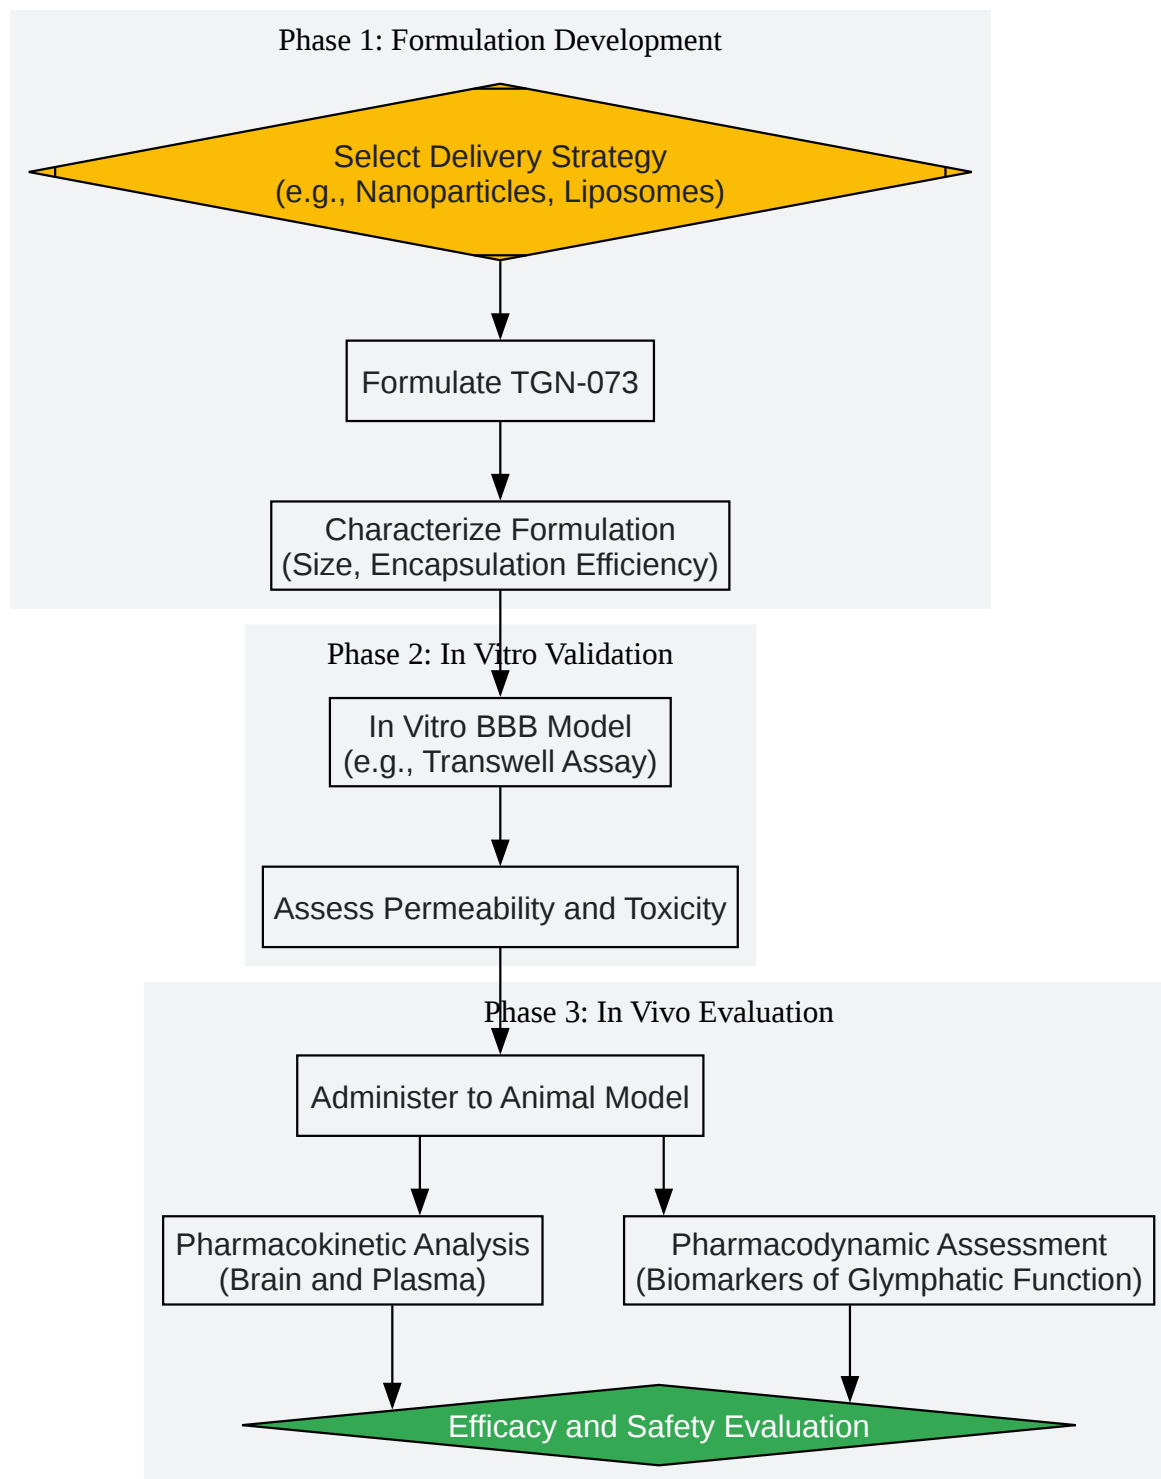 Phase 1: Formulation Development
Select Delivery Strategy
(e.g., Nanoparticles, Liposomes)
Formulate TGN-073
Characterize Formulation
(Size, Encapsulation Efficiency)
Phase 2: In Vitro Validation
In Vitro BBB Model
(e.g., Transwell Assay)
Assess Permeability and Toxicity
Phase 3: In Vivo Evaluation
Administer to Animal Model
Pharmacokinetic Analysis
(Brain and Plasma)
Pharmacodynamic Assessment
(Biomarkers of Glymphatic Function)
Efficacy and Safety Evaluation